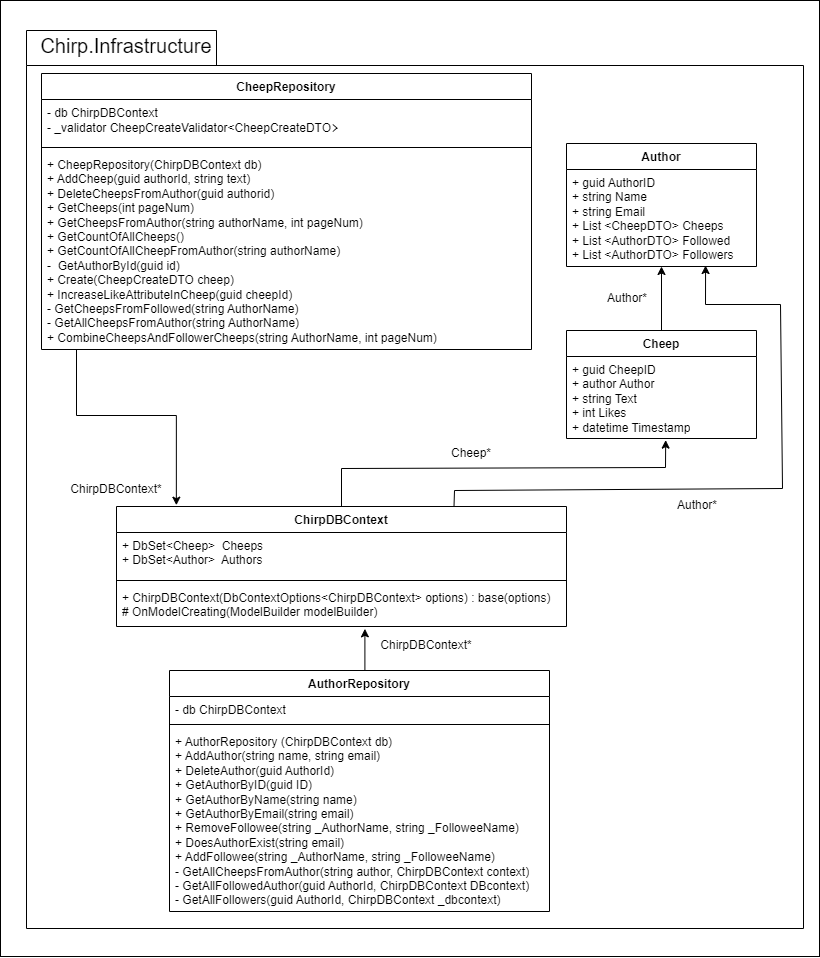 Chirp.Infrastructure
CheepRepository
- db ChirpDBContext
- _validator CheepCreateValidator<CheepCreateDTO>
+ CheepRepository(ChirpDBContext db)
+ AddCheep(guid authorId, string text)
+ DeleteCheepsFromAuthor(guid authorid)
+ GetCheeps(int pageNum)
+ GetCheepsFromAuthor(string authorName, int pageNum)
+ GetCountOfAllCheeps()
+ GetCountOfAllCheepFromAuthor(string authorName)
- GetAuthorById(guid id)
+ Create(CheepCreateDTO cheep)
+ IncreaseLikeAttributeInCheep(guid cheepId)
- GetCheepsFromFollowed(string AuthorName)
- GetAllCheepsFromAuthor(string AuthorName)
+ CombineCheepsAndFollowerCheeps(string AuthorName, int pageNum)
Author
+ guid AuthorID
+ string Name
+ string Email
+ List <CheepDTO> Cheeps
+ List <AuthorDTO> Followed
+ List <AuthorDTO> Followers
Author*
Cheep
+ guid CheepID
+ author Author
+ string Text
+ int Likes
+ datetime Timestamp
Cheep*
ChirpDBContext*
Author*
ChirpDBContext
+ DbSet<Cheep> Cheeps
+ DbSet<Author> Authors
+ ChirpDBContext(DbContextOptions<ChirpDBContext> options) : base(options)
# OnModelCreating(ModelBuilder modelBuilder)
ChirpDBContext*
AuthorRepository
- db ChirpDBContext
+ AuthorRepository (ChirpDBContext db)
+ AddAuthor(string name, string email)
+ DeleteAuthor(guid AuthorId)
+ GetAuthorByID(guid ID)
+ GetAuthorByName(string name)
+ GetAuthorByEmail(string email)
+ RemoveFollowee(string _AuthorName, string _FolloweeName)
+ DoesAuthorExist(string email)
+ AddFollowee(string _AuthorName, string _FolloweeName)
- GetAllCheepsFromAuthor(string author, ChirpDBContext context)
- GetAllFollowedAuthor(guid AuthorId, ChirpDBContext DBcontext)
- GetAllFollowers(guid AuthorId, ChirpDBContext _dbcontext)